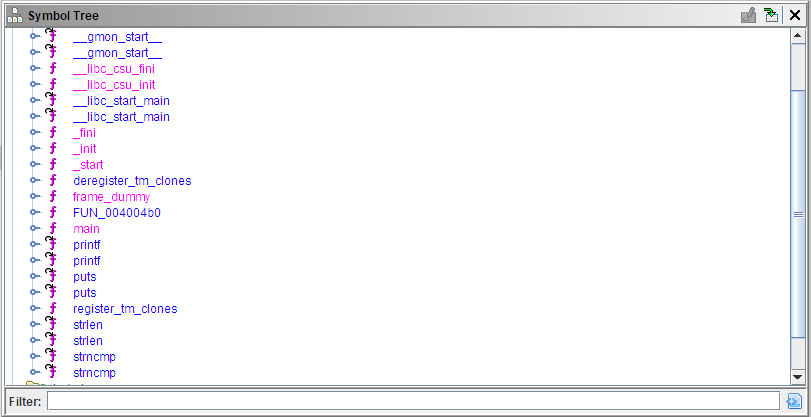 Symbol Tree
__gmon_start__
__gmon_start__
__libc_csu_fini
__libc_csu_init
__libc_start_main
__libc_start_main
_fini
_init
_start
deregister_tm_clones
frame_dummy
FUN_004004b0
main
printf
printf
puts
puts
register_tm_clones
strlen
strlen
strncmp
strncmp
Filter: